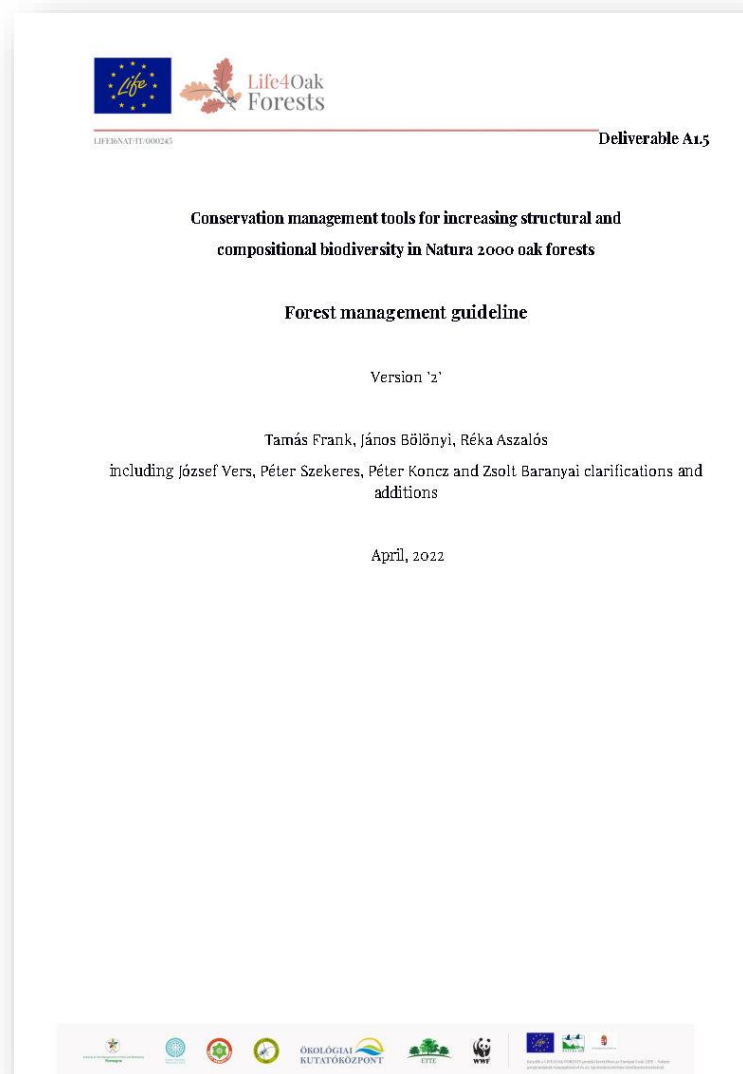 Life
Life4Oak
Forests
LIFE16NAT/IT/000245
Deliverable A1.5
Conservation management tools for increasing structural and
compositional biodiversity in Natura 2000 oak forests
Forest management guideline
Version '2'
Tamás Frank, János Bölönyi, Réka Aszalós
including József Vers, Péter Szekeres, Péter Koncz and Zsolt Baranyai clarifications and
additions
April, 2022
ÖKOLÓGIAI
KUTATÓKÖZPONT
WWF